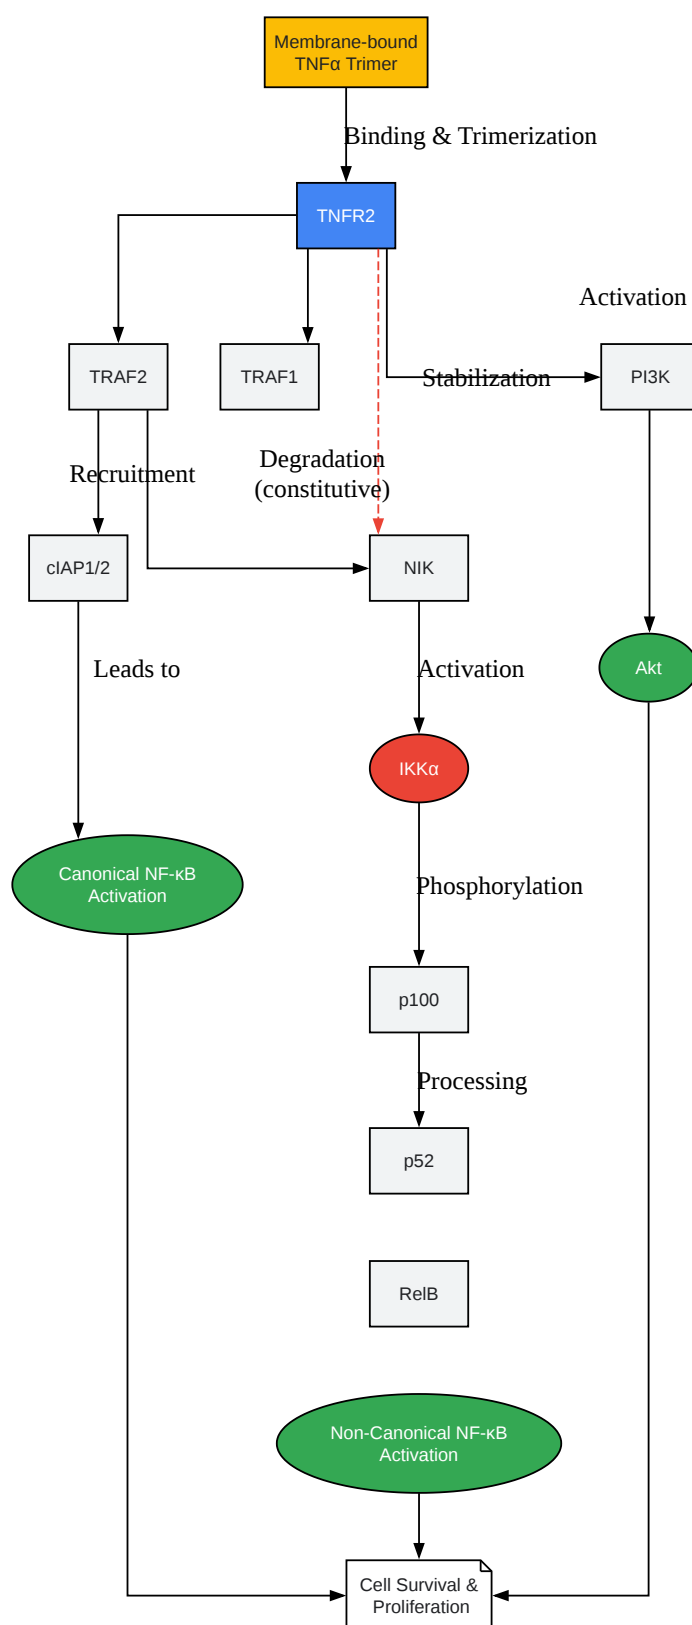 Membrane-bound
TNFα Trimer
Binding & Trimerization
TNFR2
Activation
TRAF2
TRAF1
Stabilization
PI3K
Recruitment
Degradation
(constitutive)
cIAP1/2
NIK
Leads to
Activation
Akt
IKKα
Canonical NF-κB
Activation
Phosphorylation
p100
Processing
p52
RelB
Non-Canonical NF-κB
Activation
Cell Survival &
Proliferation